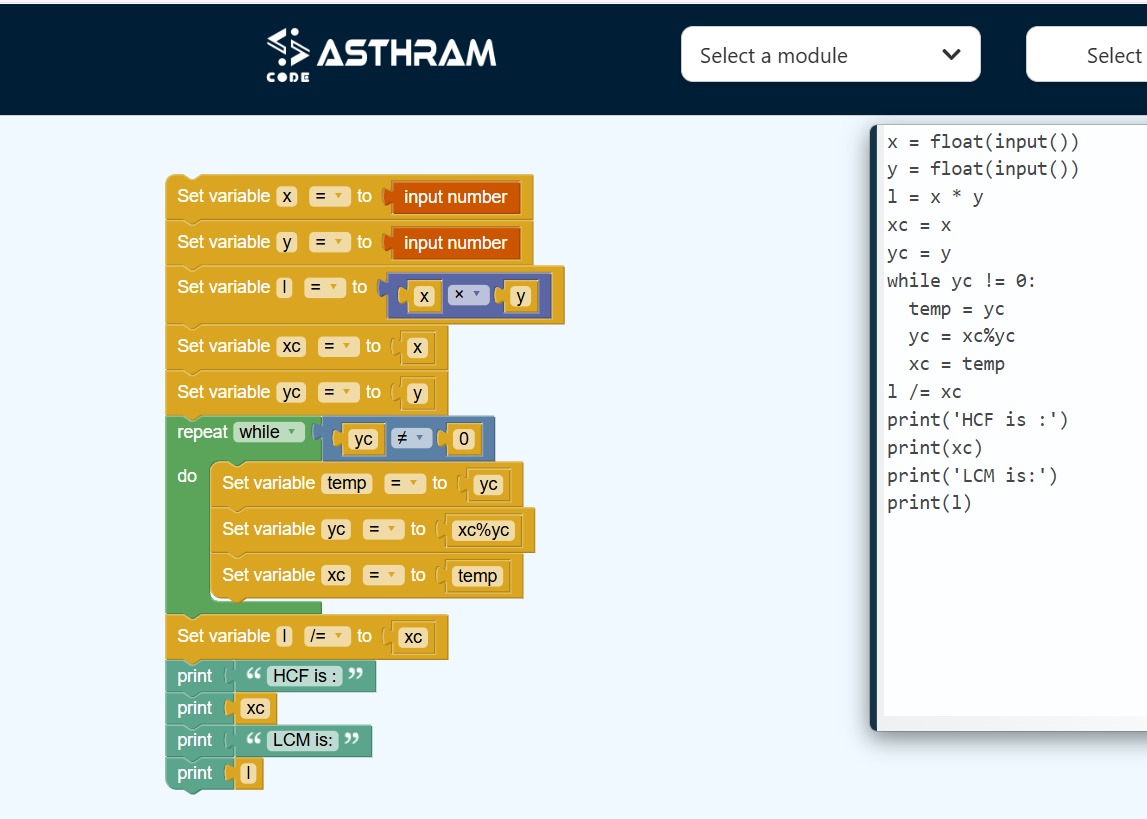 ASTHRAM
CODE
Select a module
Select
Set variable x = to input number
Set variable y = to input number
Set variable l = to x × y
Set variable xc = to x
Set variable yc = to y
repeat while yc ≠ 0
do Set variable temp = to yc
Set variable yc = to xc%yc
Set variable xc = to temp
Set variable l /= to xc
print “ HCF is : ”
print xc
print “ LCM is: ”
print l
x = float(input())
y = float(input())
l = x * y
xc = x
yc = y
while yc != 0:
  temp = yc
  yc = xc%yc
  xc = temp
l /= xc
print('HCF is :')
print(xc)
print('LCM is:')
print(l)